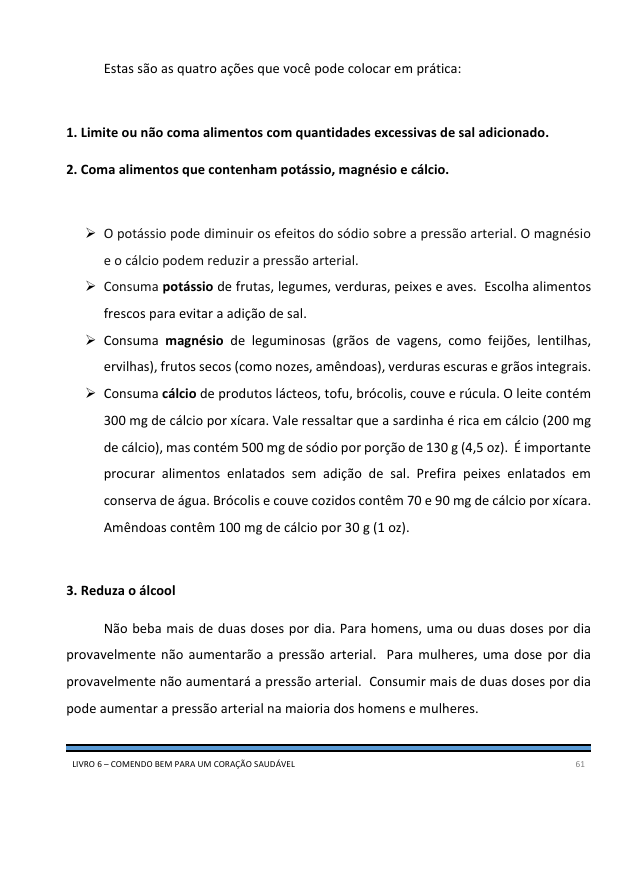 Estas são as quatro ações que você pode colocar em prática:
1. Limite ou não coma alimentos com quantidades excessivas de sal adicionado.
2. Coma alimentos que contenham potássio, magnésio e cálcio.
➢ O potássio pode diminuir os efeitos do sódio sobre a pressão arterial. O magnésio
e o cálcio podem reduzir a pressão arterial.
➢ Consuma potássio de frutas, legumes, verduras, peixes e aves.  Escolha alimentos
frescos para evitar a adição de sal.
➢ Consuma magnésio de leguminosas (grãos de vagens, como feijões, lentilhas,
ervilhas), frutos secos (como nozes, amêndoas), verduras escuras e grãos integrais.
➢ Consuma cálcio de produtos lácteos, tofu, brócolis, couve e rúcula. O leite contém
300 mg de cálcio por xícara. Vale ressaltar que a sardinha é rica em cálcio (200 mg
de cálcio), mas contém 500 mg de sódio por porção de 130 g (4,5 oz).  É importante
procurar alimentos enlatados sem adição de sal. Prefira peixes enlatados em
conserva de água. Brócolis e couve cozidos contêm 70 e 90 mg de cálcio por xícara.
Amêndoas contêm 100 mg de cálcio por 30 g (1 oz).
3. Reduza o álcool
Não beba mais de duas doses por dia. Para homens, uma ou duas doses por dia
provavelmente não aumentarão a pressão arterial.  Para mulheres, uma dose por dia
provavelmente não aumentará a pressão arterial.  Consumir mais de duas doses por dia
pode aumentar a pressão arterial na maioria dos homens e mulheres.
LIVRO 6 – COMENDO BEM PARA UM CORAÇÃO SAUDÁVEL 61